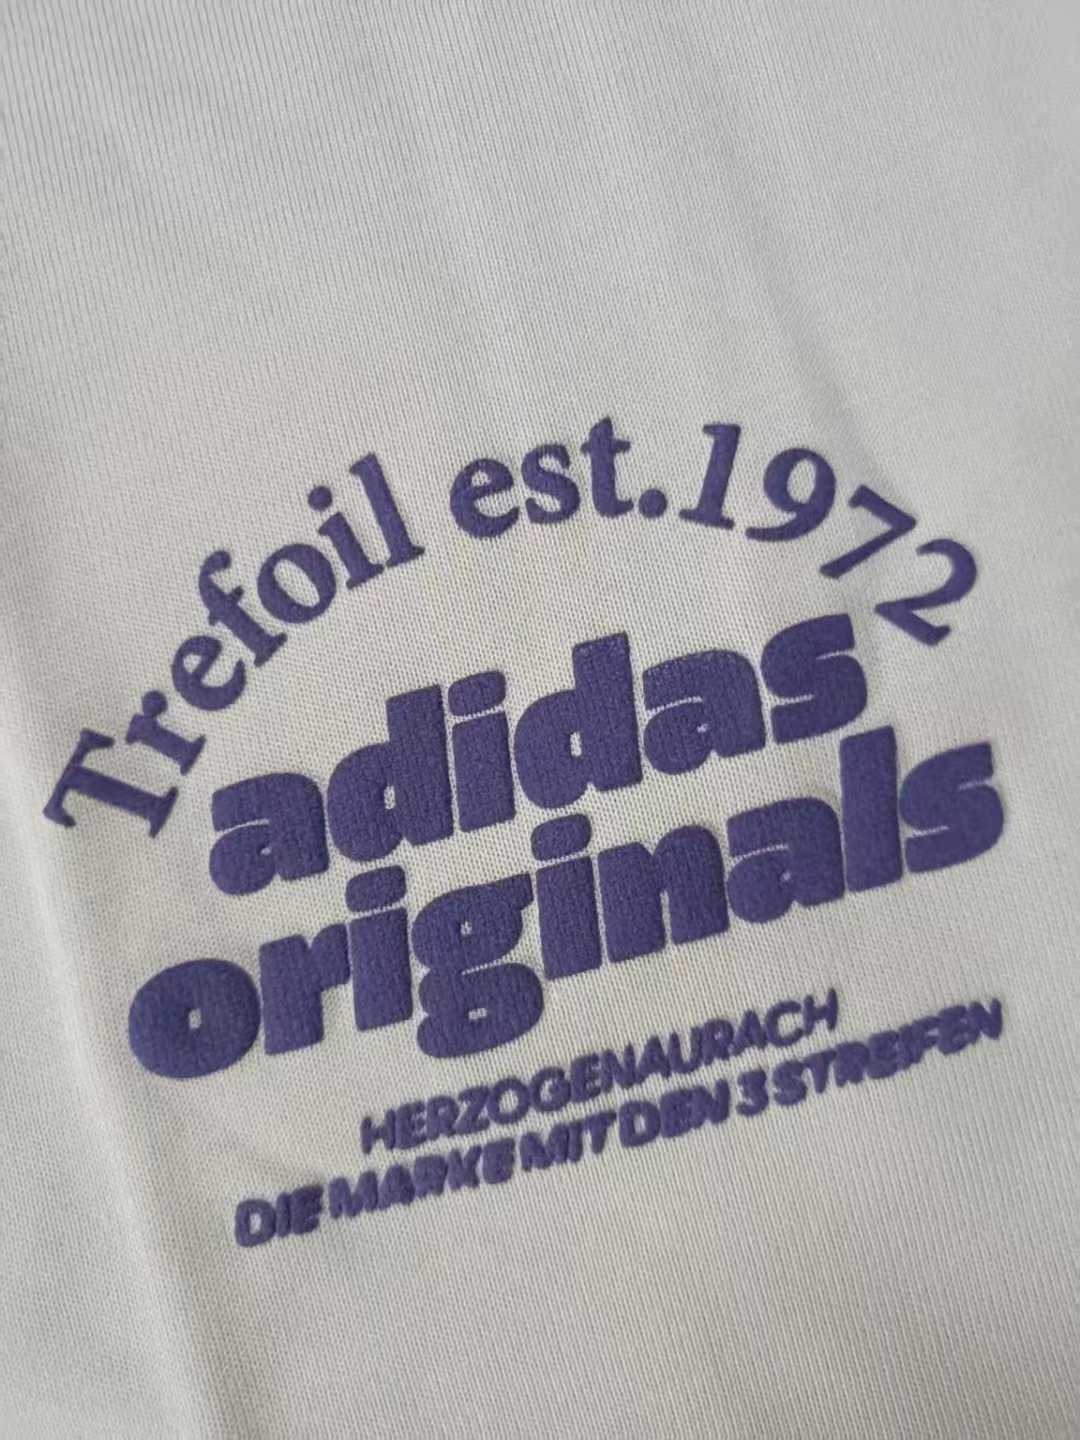 Trefoil est.1972
adidas
originals
HERZOGENAURACH
DIE MARKE MIT DEN 3 STREIFEN